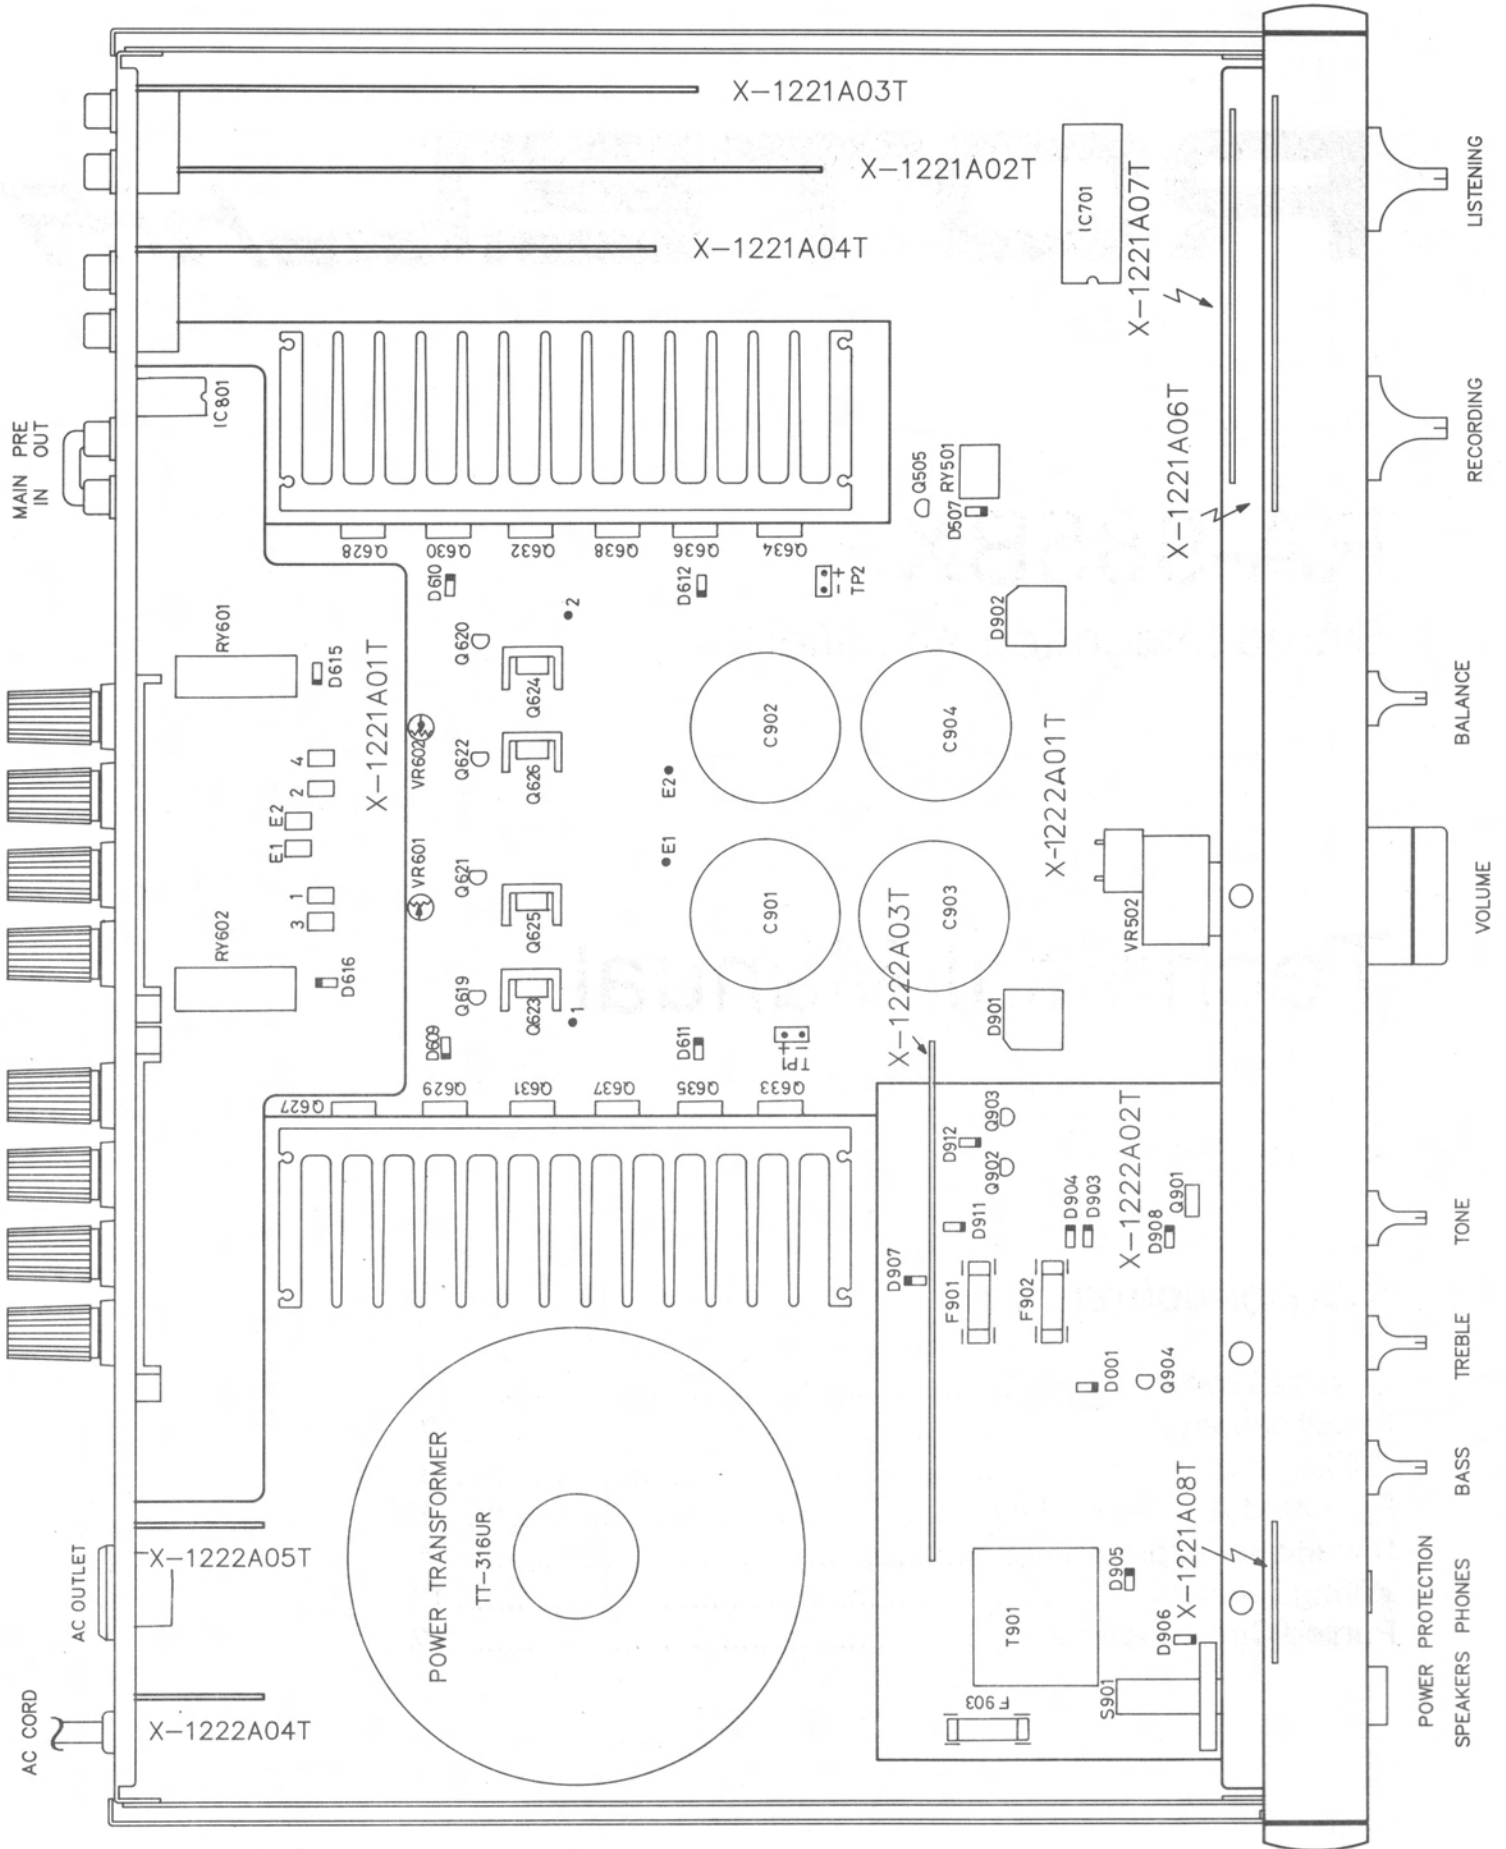 X-1221A03T
X-1221A02T
X-1221A04T
IC701
X-1221A07T
X-1221A06T
LISTENING
RECORDING
BALANCE
VOLUME
TONE
TREBLE
BASS
POWER PROTECTION
SPEAKERS PHONES
MAIN PRE
IN OUT
IC801
Q628
Q630
Q632
Q638
Q636
Q634
D610
D612
+
-
TP2
Q505
RY501
D507
D902
RY601
D615
X-1221A01T
Q620
Q624
2
VR602
Q622
Q626
E2
C902
C904
X-1222A01T
4
2
E2
E1
1
3
VR601
Q621
Q625
E1
C901
C903
VR502
X-1222A03T
RY602
D616
Q619
Q623
1
D609
D611
+
-
TP1
D901
Q627
Q629
Q631
Q637
Q635
Q633
Q903
D912
Q902
D911
D904
D903
X-1222A02T
D908
Q901
D907
F901
F902
D001
Q904
POWER TRANSFORMER
TT-316UR
X-1221A08T
T901
D905
D906
S901
F903
AC OUTLET
X-1222A05T
AC CORD
X-1222A04T